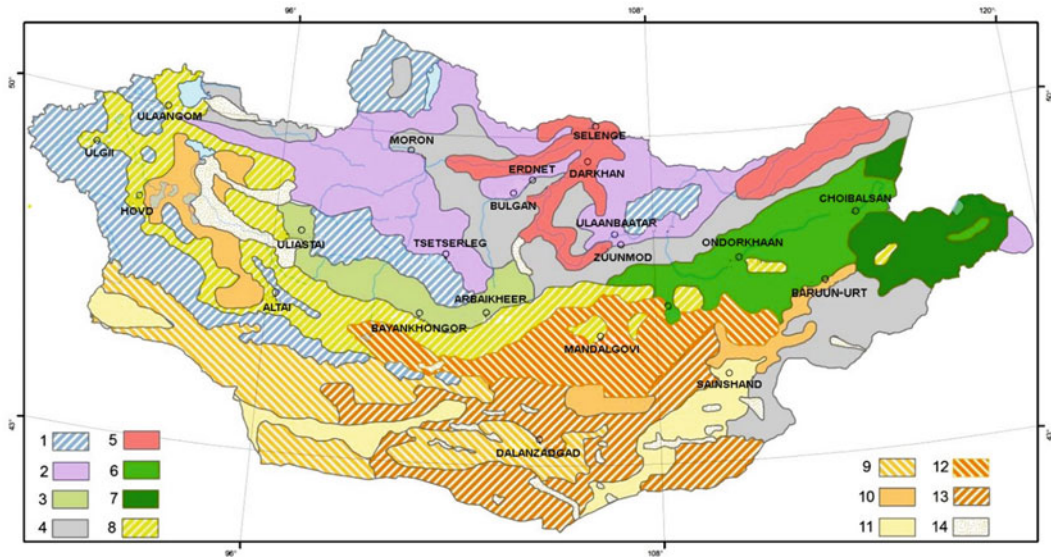 96°
108°
120°
50°
50°
ULAANGOM
ULGII
MORON
SELENGE
ERDNET
DARKHAN
BULGAN
HOVD
CHOIBALSAN
ULAANBAATAR
ULIASTAI
TSETSERLEG
ZUUNMOD
ONDORKHAAN
ALTAI
ARBAIKHEER
BARUUN-URT
BAYANKHONGOR
MANDALGOVI
SAINSHAND
43°
43°
DALANZADGAD
1 5
2 6
3 7
4 8
9 12
10 13
11 14
96°
108°